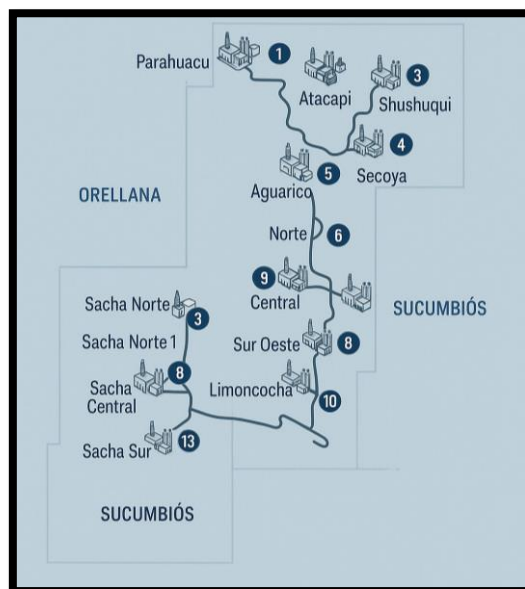 Parahuacu
1
Atacapi
3
Shushuqui
4
Secoya
5
Aguarico
ORELLANA
Norte
6
9
Central
SUCUMBIÓS
Sacha Norte
3
Sacha Norte 1
Sur Oeste
8
8
Sacha
Central
Limoncocha
10
Sacha Sur
13
SUCUMBIÓS